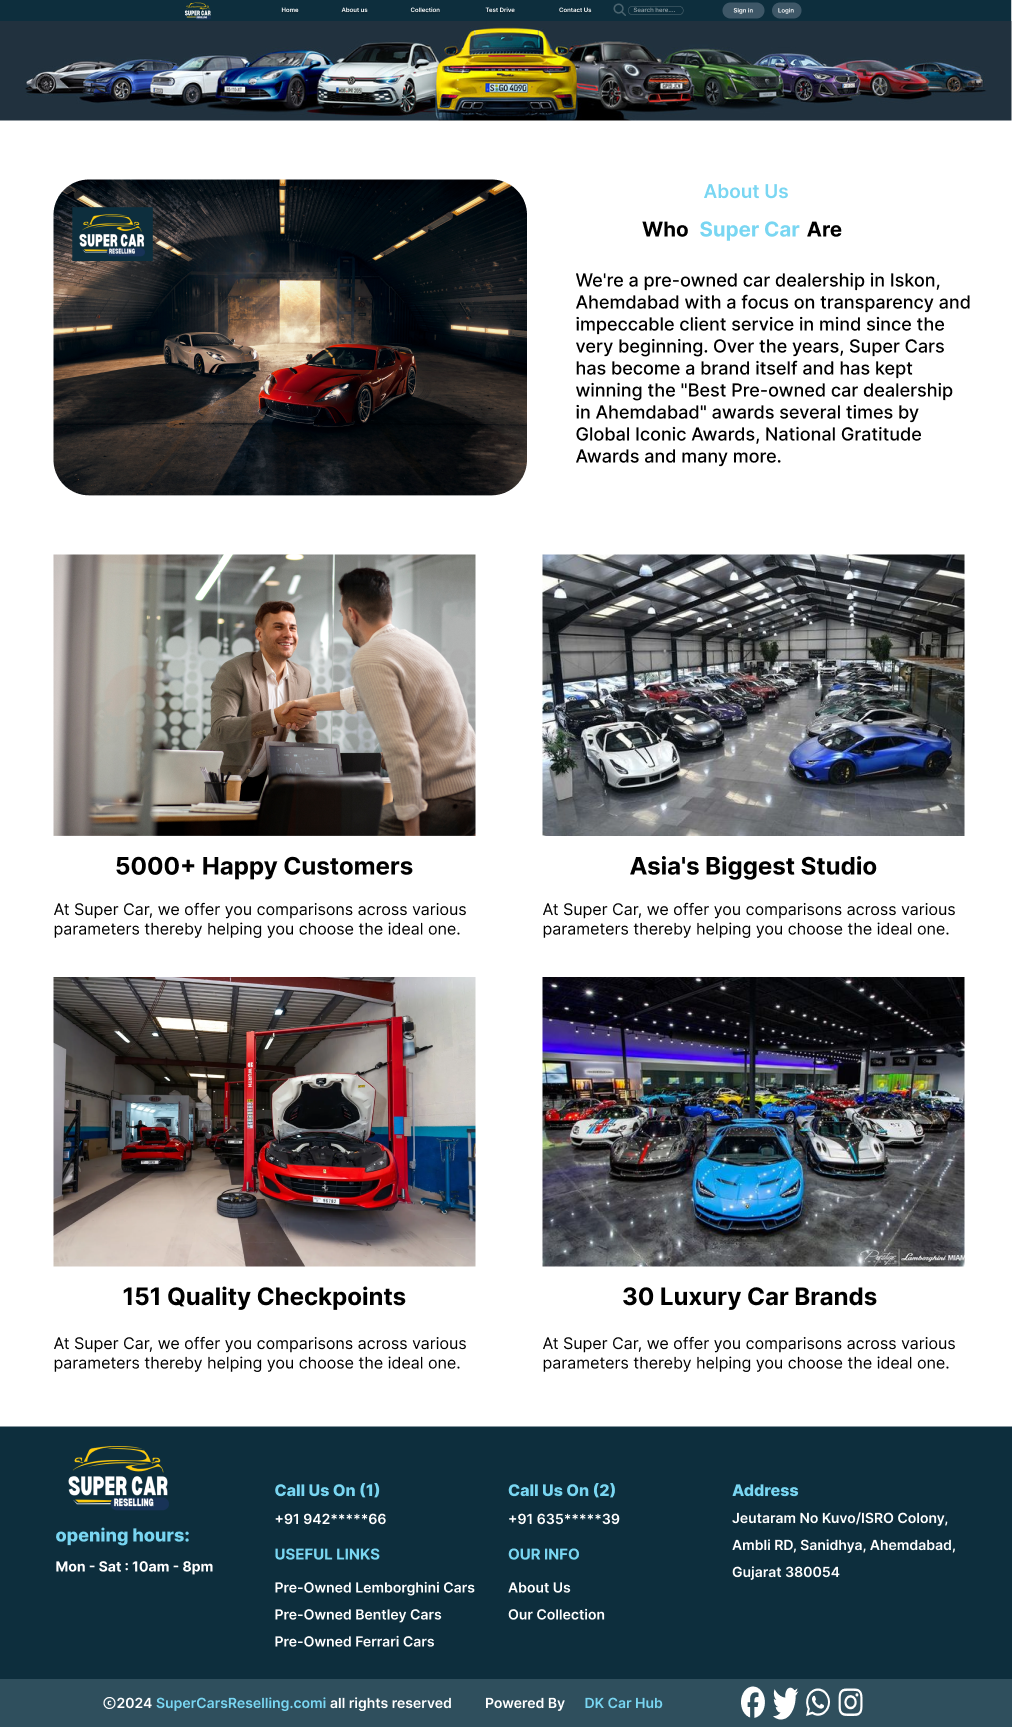 SUPER CAR
RESELLING
Home
About us
Collection
Test Drive
Contact Us
Search here....
Sign in
Login
S·GO 4090
SUPER CAR
RESELLING
About Us
Who Super Car Are
We're a pre-owned car dealership in Iskon,
Ahemdabad with a focus on transparency and
impeccable client service in mind since the
very beginning. Over the years, Super Cars
has become a brand itself and has kept
winning the "Best Pre-owned car dealership
in Ahemdabad" awards several times by
Global Iconic Awards, National Gratitude
Awards and many more.
5000+ Happy Customers
Asia's Biggest Studio
At Super Car, we offer you comparisons across various
parameters thereby helping you choose the ideal one.
At Super Car, we offer you comparisons across various
parameters thereby helping you choose the ideal one.
Prestige Lamborghini MIAM
151 Quality Checkpoints
30 Luxury Car Brands
At Super Car, we offer you comparisons across various
parameters thereby helping you choose the ideal one.
At Super Car, we offer you comparisons across various
parameters thereby helping you choose the ideal one.
SUPER CAR
RESELLING
opening hours:
Mon - Sat : 10am - 8pm
Call Us On (1)
+91 942*****66
USEFUL LINKS
Pre-Owned Lemborghini Cars
Pre-Owned Bentley Cars
Pre-Owned Ferrari Cars
Call Us On (2)
+91 635*****39
OUR INFO
About Us
Our Collection
Address
Jeutaram No Kuvo/ISRO Colony,
Ambli RD, Sanidhya, Ahemdabad,
Gujarat 380054
©2024 SuperCarsReselling.comi all rights reserved
Powered By DK Car Hub